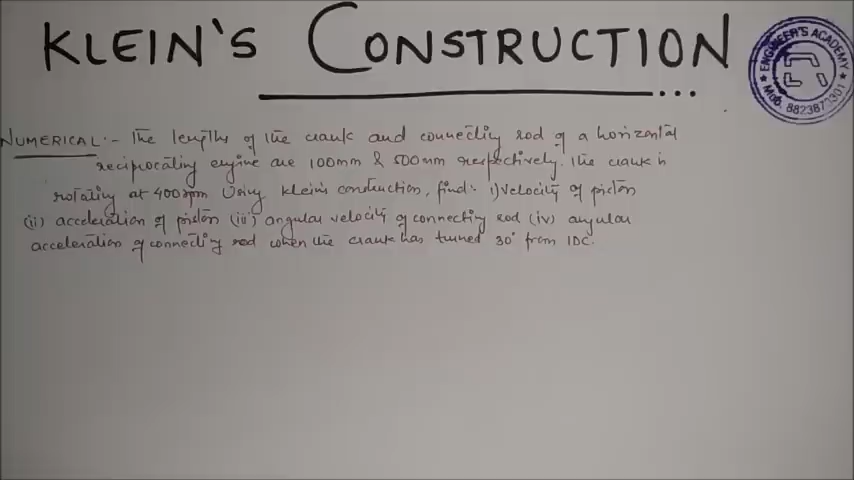 KLEIN'S CONSTRUCTION
ENGINEER'S ACADEMY
NUMERICAL:- The lengths of the crank and connecting rod of a horizontal
reciprocating engine are 100mm & 500mm respectively. The crank is
rotating at 400rpm Using Klein's construction, find:- i) velocity of piston
(ii) acceleration of piston (iii) angular velocity of connecting rod (iv) angular
acceleration of connecting rod when the crank has turned 30° from IDC.